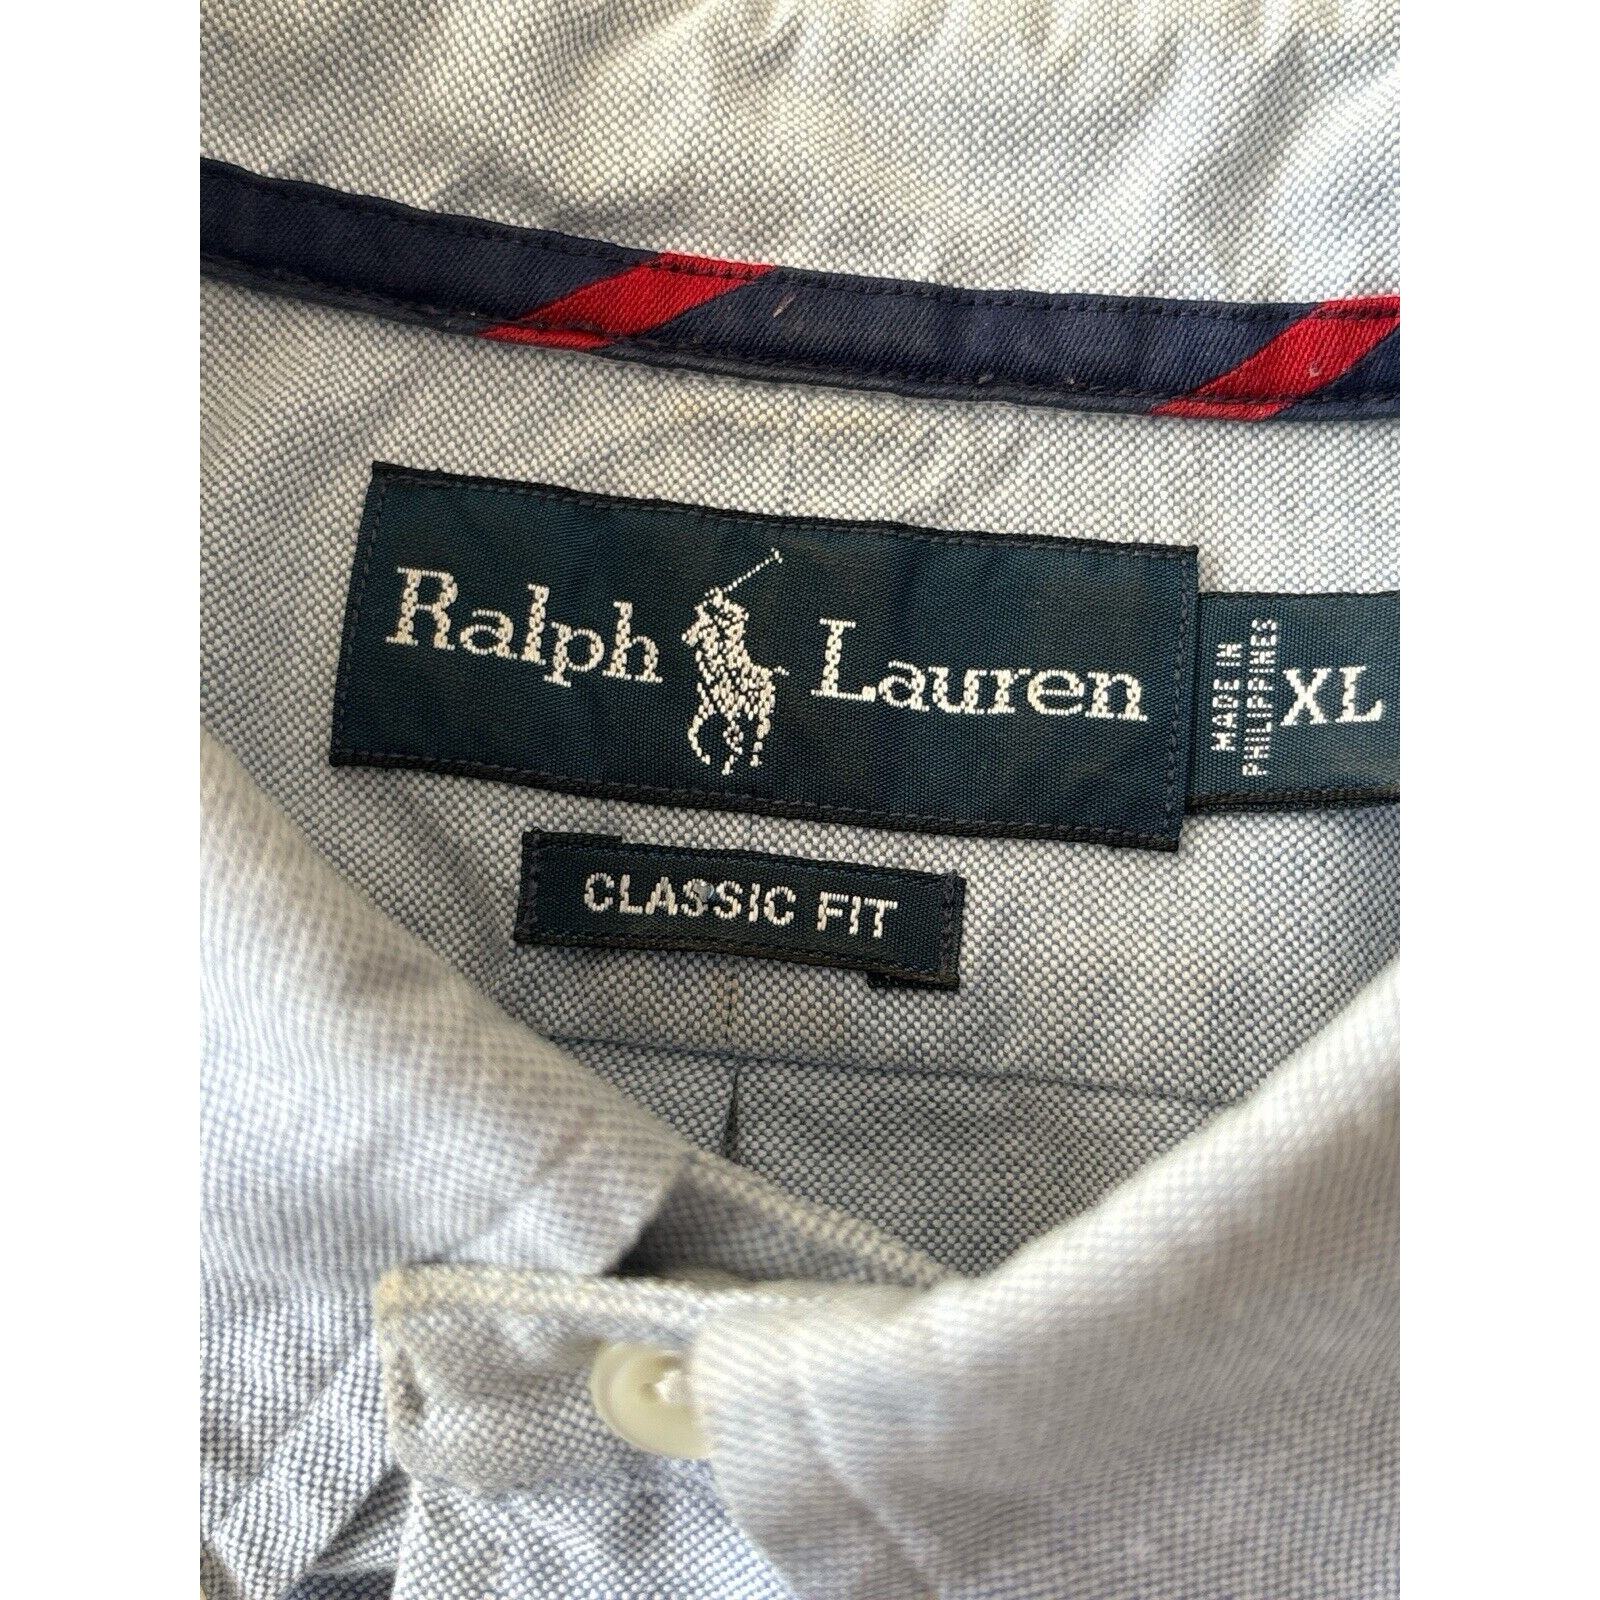 Ralph Lauren
MADE IN
PHILIPPINES
XL
CLASSIC FIT